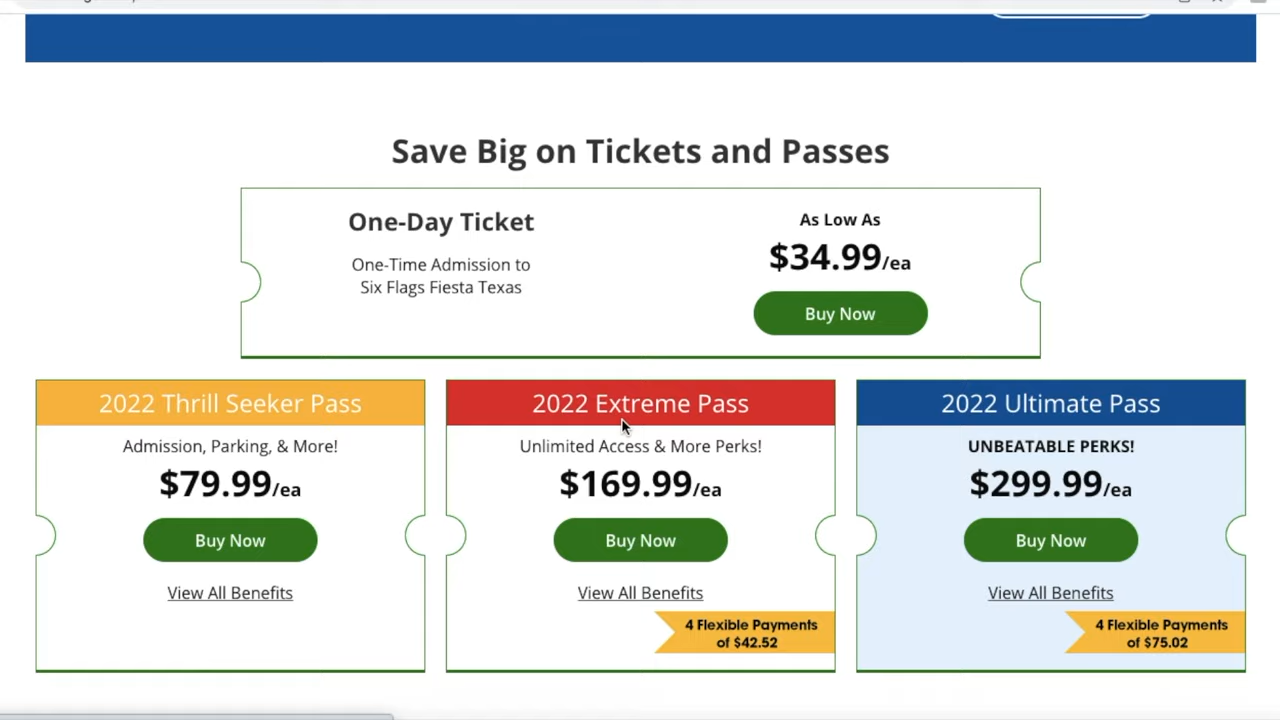 Save Big on Tickets and Passes
One-Day Ticket
One-Time Admission to
Six Flags Fiesta Texas
As Low As
$34.99/ea
Buy Now
2022 Thrill Seeker Pass
Admission, Parking, & More!
$79.99/ea
Buy Now
View All Benefits
2022 Extreme Pass
Unlimited Access & More Perks!
$169.99/ea
Buy Now
View All Benefits
4 Flexible Payments
of $42.52
2022 Ultimate Pass
UNBEATABLE PERKS!
$299.99/ea
Buy Now
View All Benefits
4 Flexible Payments
of $75.02